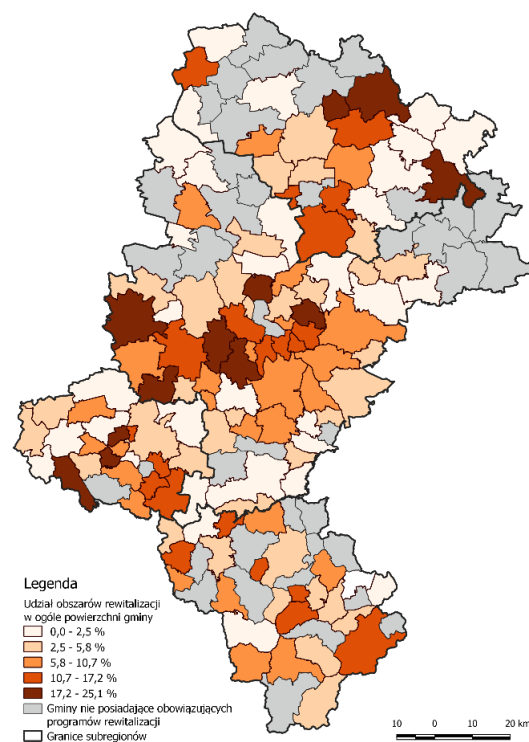 Legenda
Udział obszarów rewitalizacji
w ogóle powierzchni gminy
0,0 - 2,5 %
2,5 - 5,8 %
5,8 - 10,7 %
10,7 - 17,2 %
17,2 - 25,1 %
Gminy nie posiadające obowiązujących
programów rewitalizacji
Granice subregionów
10 0 10 20 km